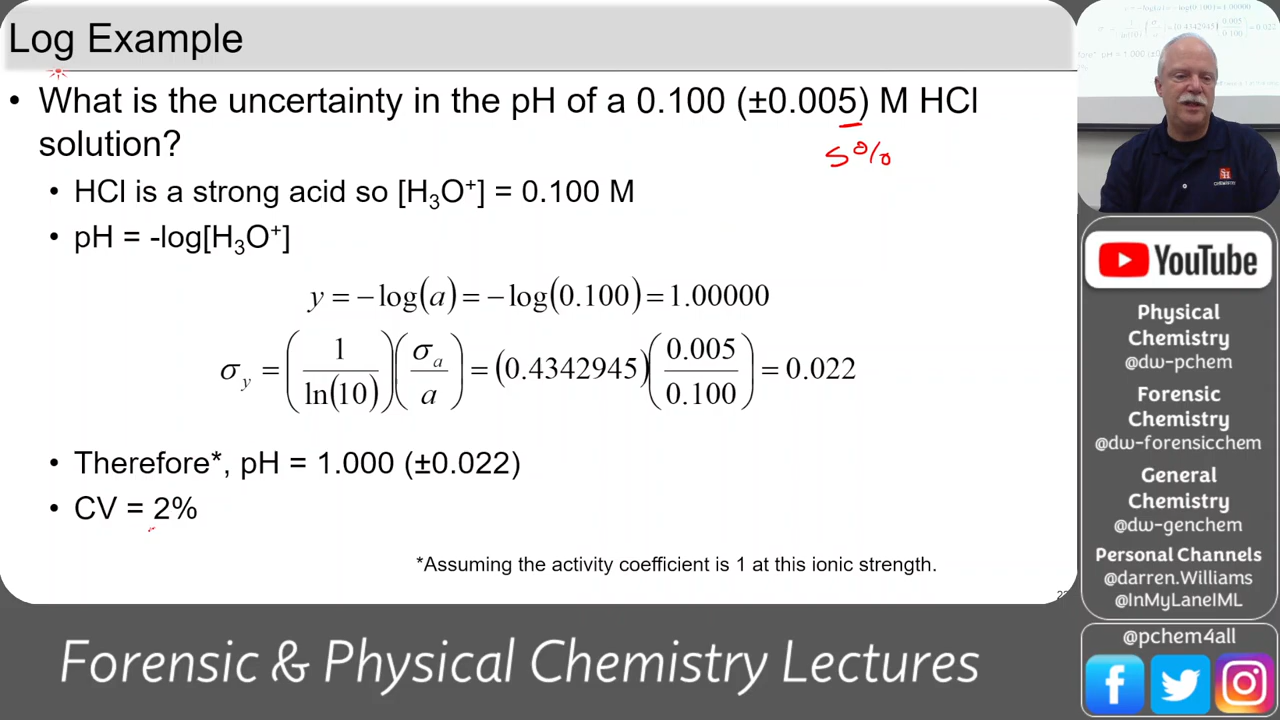 Log Example
• What is the uncertainty in the pH of a 0.100 (±0.005) M HCl
solution?
5%
• HCl is a strong acid so [H₃O⁺] = 0.100 M
• pH = -log[H₃O⁺]
y = − log(a) = − log(0.100) = 1.00000
σ_y = (1/ln(10))(σ_a/a) = (0.4342945)(0.005/0.100) = 0.022
• Therefore*, pH = 1.000 (±0.022)
• CV = 2%
*Assuming the activity coefficient is 1 at this ionic strength.
YouTube
Physical
Chemistry
@dw-pchem
Forensic
Chemistry
@dw-forensicchem
General
Chemistry
@dw-genchem
Personal Channels
@darren.Williams
@InMyLaneIML
@pchem4all
Forensic & Physical Chemistry Lectures